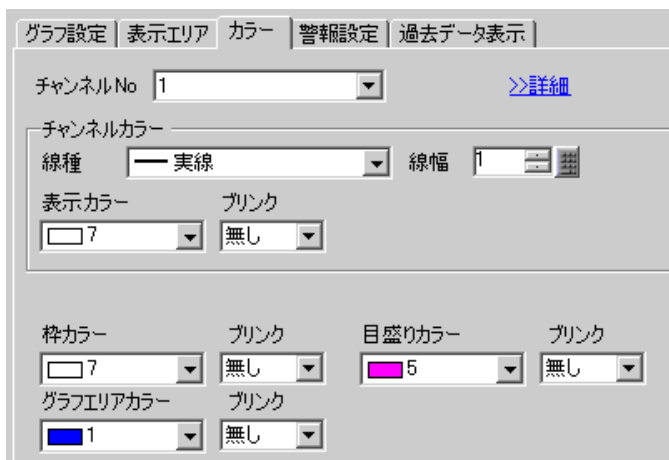 グラフ設定 表示エリア カラー 警報設定 過去データ表示
チャンネルNo 1 >>詳細
チャンネルカラー
線種 実線 線幅 1
表示カラー ブリンク
7 無し
枠カラー ブリンク 目盛りカラー ブリンク
7 無し 5 無し
グラフエリアカラー ブリンク
1 無し